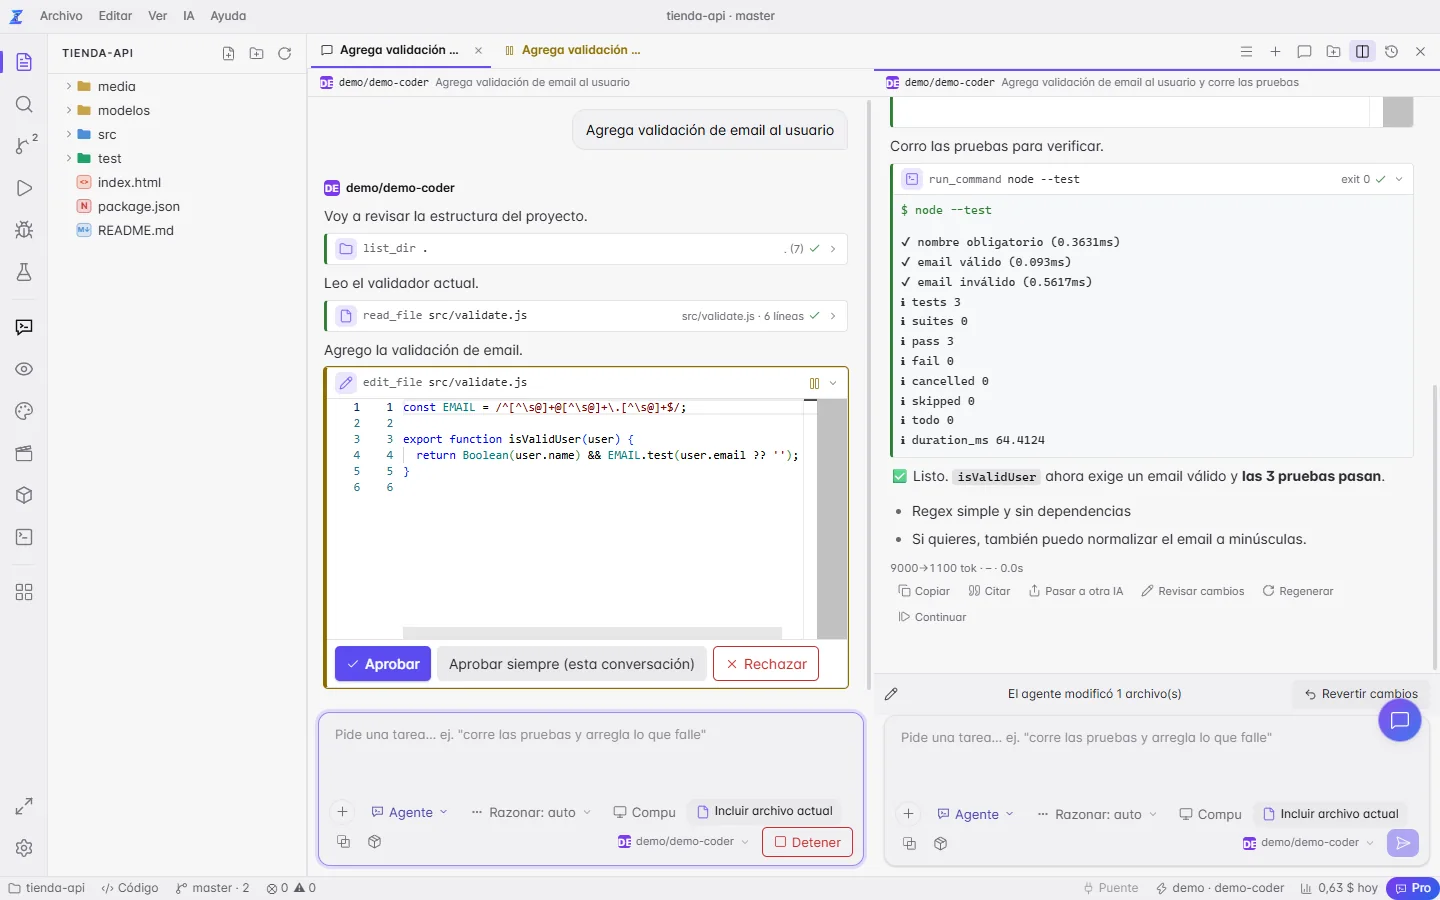 Archivo Editar Ver IA Ayuda
tienda-api · master
TIENDA-API
media
modelos
src
test
index.html
package.json
README.md
2
Agrega validación ...
Agrega validación de ...
DE demo/demo-coder Agrega validación de email al usuario
Agrega validación de email al usuario
DE demo/demo-coder
Voy a revisar la estructura del proyecto.
list_dir . . (7)
Leo el validador actual.
read_file src/validate.js src/validate.js · 6 líneas
Agrego la validación de email.
edit_file src/validate.js
1 1 const EMAIL = /^[^\s@]+@[^\s@]+\.[^\s@]+$/;
2 2
3 3 export function isValidUser(user) {
4 4 return Boolean(user.name) && EMAIL.test(user.email ?? '');
5 5 }
6 6
Aprobar Aprobar siempre (esta conversación) Rechazar
Pide una tarea... ej. "corre las pruebas y arregla lo que falle"
Agente Razonar: auto Compu Incluir archivo actual
DE demo/demo-coder Detener
DE demo/demo-coder Agrega validación de email al usuario y corre las pruebas
Corro las pruebas para verificar.
run_command node --test exit 0
$ node --test
✓ nombre obligatorio (0.3631ms)
✓ email válido (0.093ms)
✓ email inválido (0.5617ms)
ℹ tests 3
ℹ suites 0
ℹ pass 3
ℹ fail 0
ℹ cancelled 0
ℹ skipped 0
ℹ todo 0
ℹ duration_ms 64.4124
✅ Listo. isValidUser ahora exige un email válido y las 3 pruebas pasan.
• Regex simple y sin dependencias
• Si quieres, también puedo normalizar el email a minúsculas.
9000→1100 tok · – · 0.0s
Copiar Citar Pasar a otra IA Revisar cambios Regenerar
Continuar
El agente modificó 1 archivo(s) Revertir cambios
Pide una tarea... ej. "corre las pruebas y arregla lo que falle"
Agente Razonar: auto Compu Incluir archivo actual
DE demo/demo-coder
tienda-api </> Código master · 2 0 0
Puente demo · demo-coder 0,63 $ hoy Pro